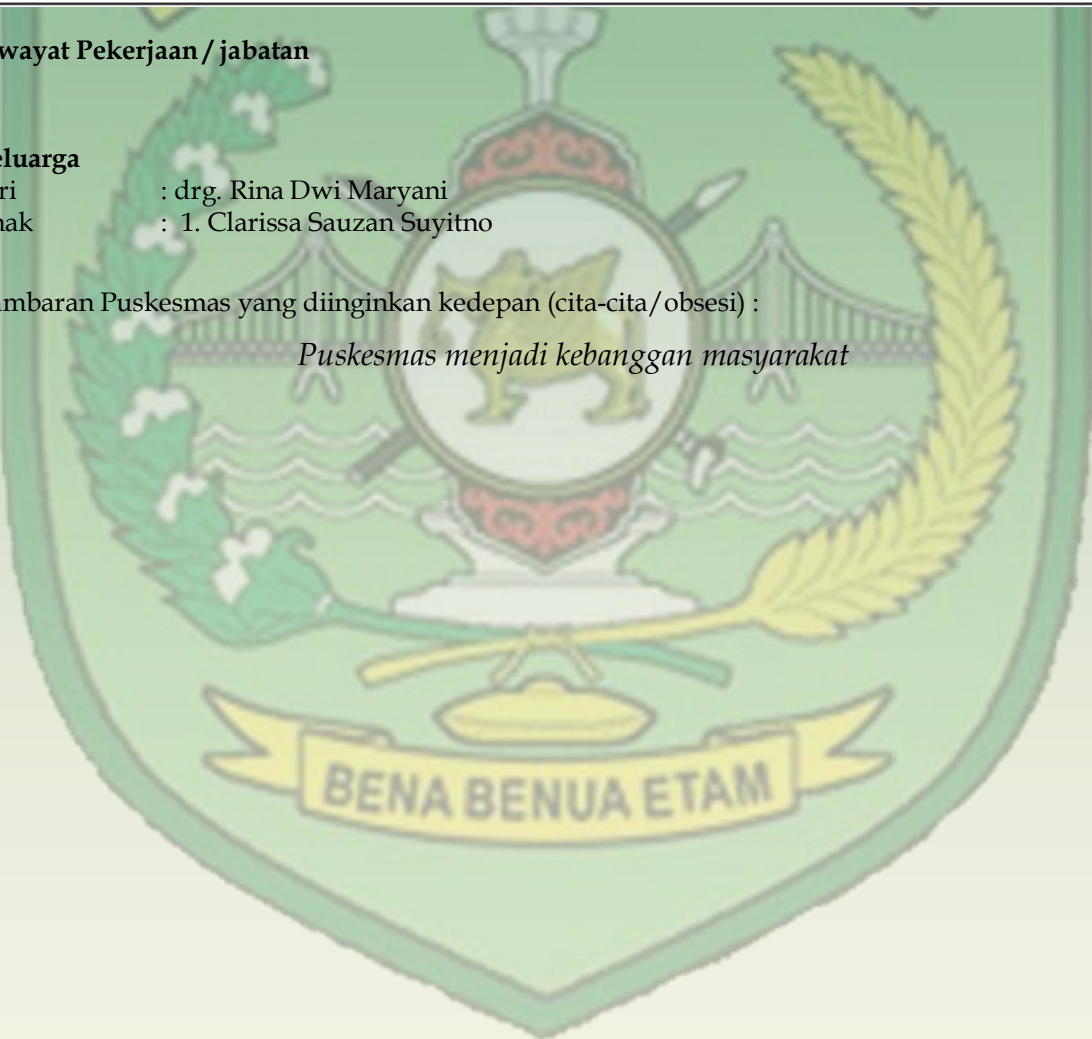 wayat Pekerjaan / jabatan
eluarga
ri : drg. Rina Dwi Maryani
nak : 1. Clarissa Sauzan Suyitno
mbaran Puskesmas yang diinginkan kedepan (cita-cita/obsesi) :
Puskesmas menjadi kebanggan masyarakat
BENA BENUA ETAM